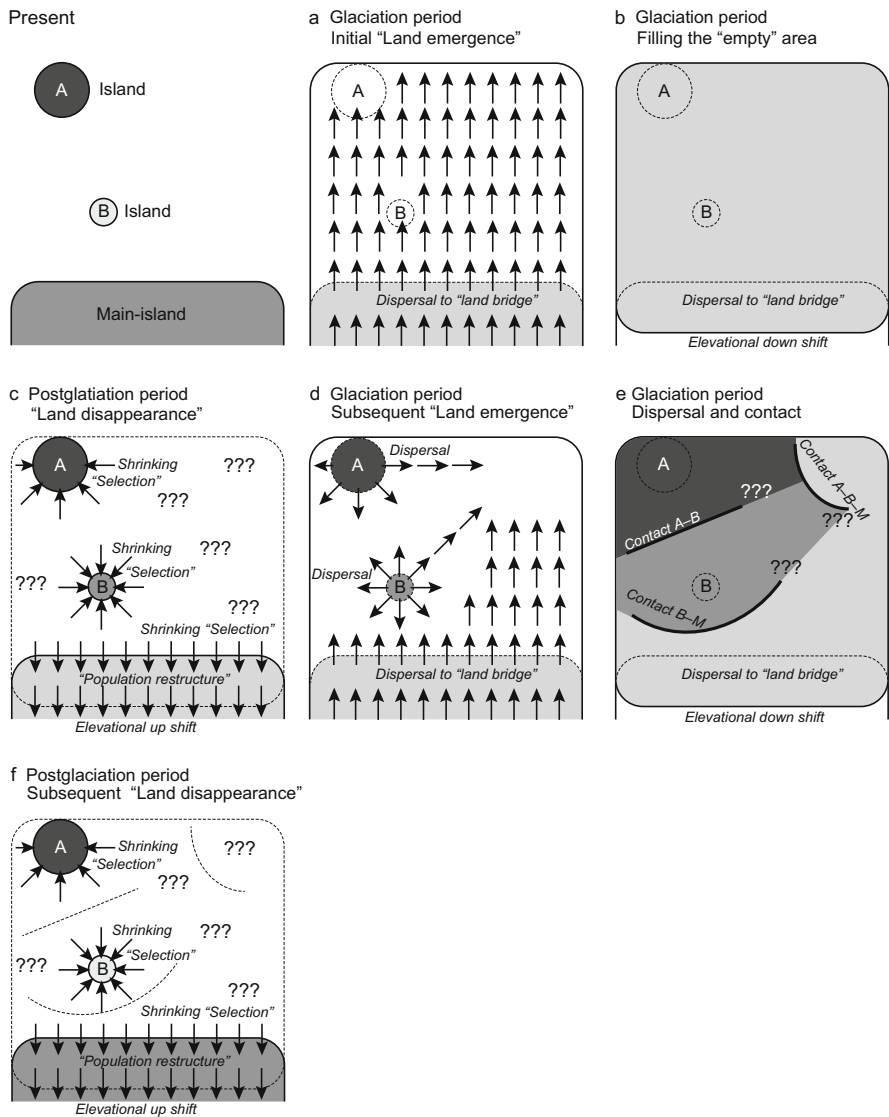 Present
A
Island
B
Island
Main-island
a Glaciation period
Initial “Land emergence”
A
B
Dispersal to “land bridge”
b Glaciation period
Filling the “empty” area
A
B
Dispersal to “land bridge”
Elevational down shift
c Postglatiation period
“Land disappearance”
A
Shrinking
“Selection”
???
???
Shrinking
???
“Selection”
???
B
???
Shrinking “Selection”
“Population restructure”
Elevational up shift
d Glaciation period
Subsequent “Land emergence”
Dispersal
A
Dispersal
B
Dispersal to “land bridge”
e Glaciation period
Dispersal and contact
A
Contact A–B–M
???
???
Contact A–B
???
B
Contact B–M
Dispersal to “land bridge”
Elevational down shift
f Postglaciation period
Subsequent “Land disappearance”
A
Shrinking
“Selection”
???
???
Shrinking
???
“Selection”
???
B
???
Shrinking “Selection”
“Population restructure”
Elevational up shift